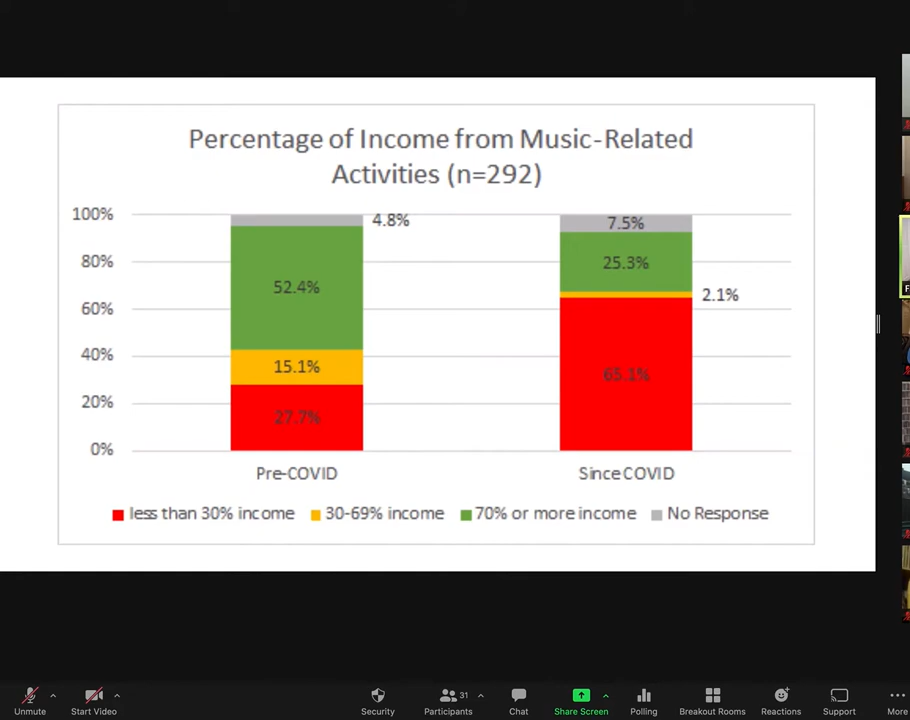 Percentage of Income from Music-Related
Activities (n=292)
100%
4.8%
7.5%
80%
52.4%
25.3%
60%
2.1%
40%
15.1%
65.1%
20%
27.7%
0%
Pre-COVID
Since COVID
less than 30% income
30-69% income
70% or more income
No Response
F
Unmute
Start Video
Security
31
Participants
Chat
Share Screen
Polling
Breakout Rooms
Reactions
Support
More